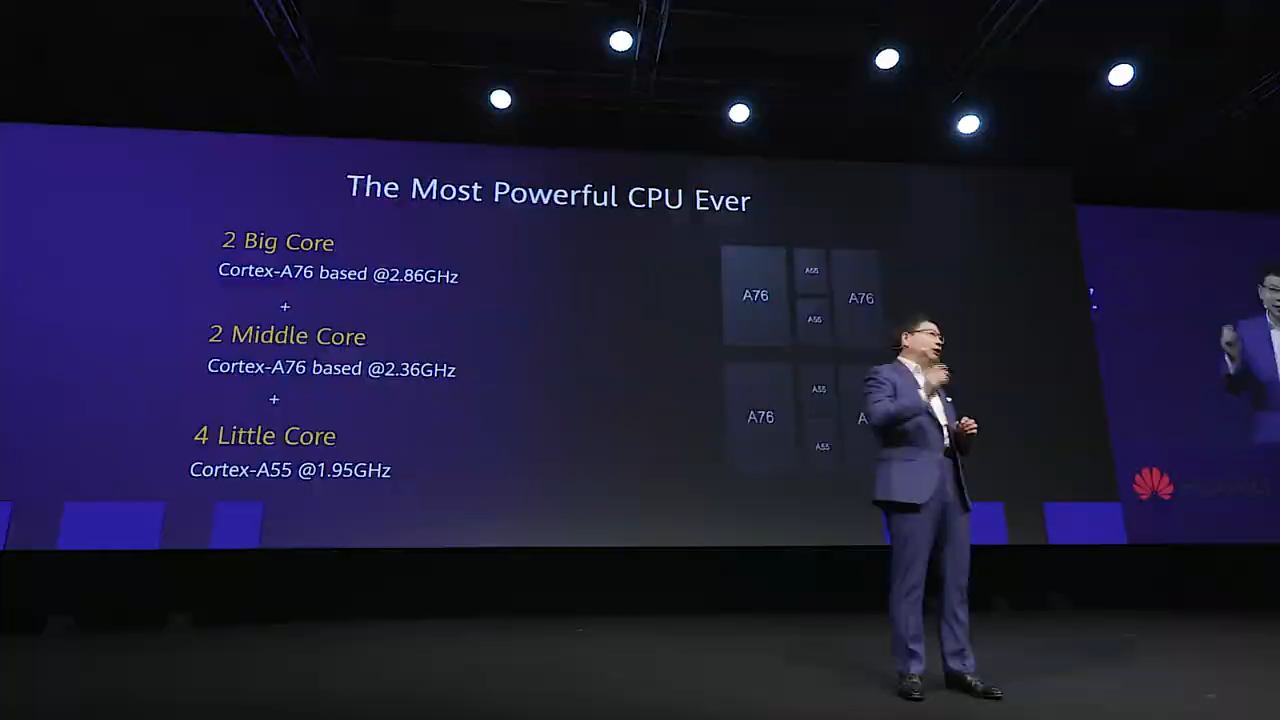 The Most Powerful CPU Ever
2 Big Core
Cortex-A76 based @2.86GHz
+
2 Middle Core
Cortex-A76 based @2.36GHz
+
4 Little Core
Cortex-A55 @1.95GHz
A76
A55
A76
A55
A76
A55
A
A55